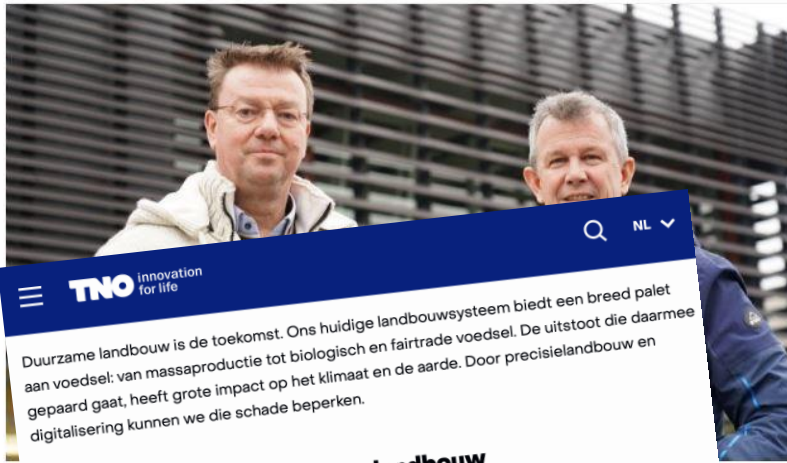 TNO innovation
for life
NL
Duurzame landbouw is de toekomst. Ons huidige landbouwsysteem biedt een breed palet
aan voedsel: van massaproductie tot biologisch en fairtrade voedsel. De uitstoot die daarmee
gepaard gaat, heeft grote impact op het klimaat en de aarde. Door precisielandbouw en
digitalisering kunnen we die schade beperken.